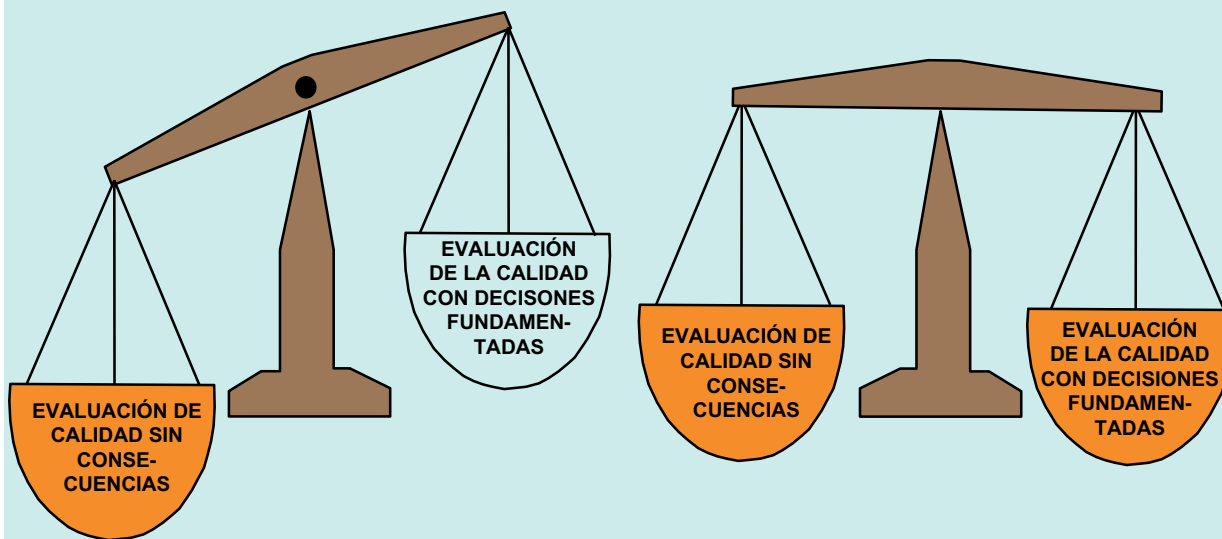 EVALUACIÓN
DE LA CALIDAD
CON DECISONES
FUNDAMEN-
TADAS
EVALUACIÓN DE
CALIDAD SIN
CONSE-
CUENCIAS
EVALUACIÓN DE
CALIDAD SIN
CONSE-
CUENCIAS
EVALUACIÓN
DE LA CALIDAD
CON DECISIONES
FUNDAMEN-
TADAS